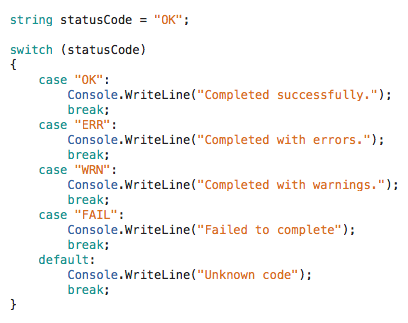 string statusCode = "OK";

switch (statusCode)
{
    case "OK":
        Console.WriteLine("Completed successfully.");
        break;
    case "ERR":
        Console.WriteLine("Completed with errors.");
        break;
    case "WRN":
        Console.WriteLine("Completed with warnings.");
        break;
    case "FAIL":
        Console.WriteLine("Failed to complete");
        break;
    default:
        Console.WriteLine("Unknown code");
        break;
}